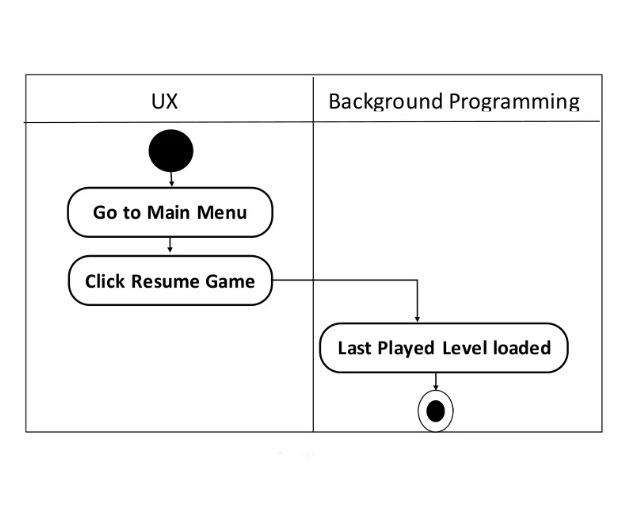 UX
Background Programming
Go to Main Menu
Click Resume Game
Last Played Level loaded